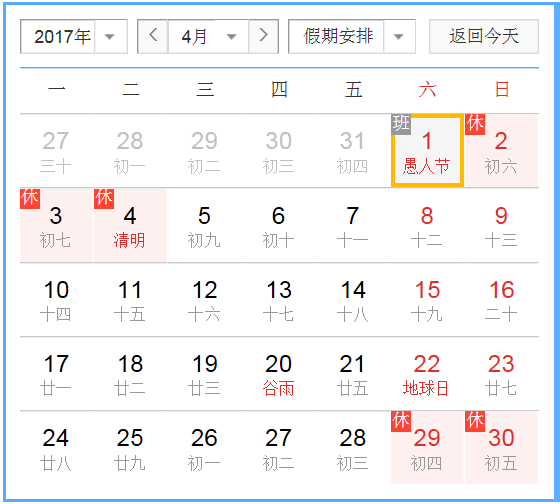 2017年 4月 假期安排 返回今天
一 二 三 四 五 六 日
班 休
27 28 29 30 31 1 2
三十 初一 初二 初三 初四 愚人节 初六
休 休
3 4 5 6 7 8 9
初七 清明 初九 初十 十一 十二 十三
10 11 12 13 14 15 16
十四 十五 十六 十七 十八 十九 二十
17 18 19 20 21 22 23
廿一 廿二 廿三 谷雨 廿五 地球日 廿七
休 休
24 25 26 27 28 29 30
廿八 廿九 初一 初二 初三 初四 初五